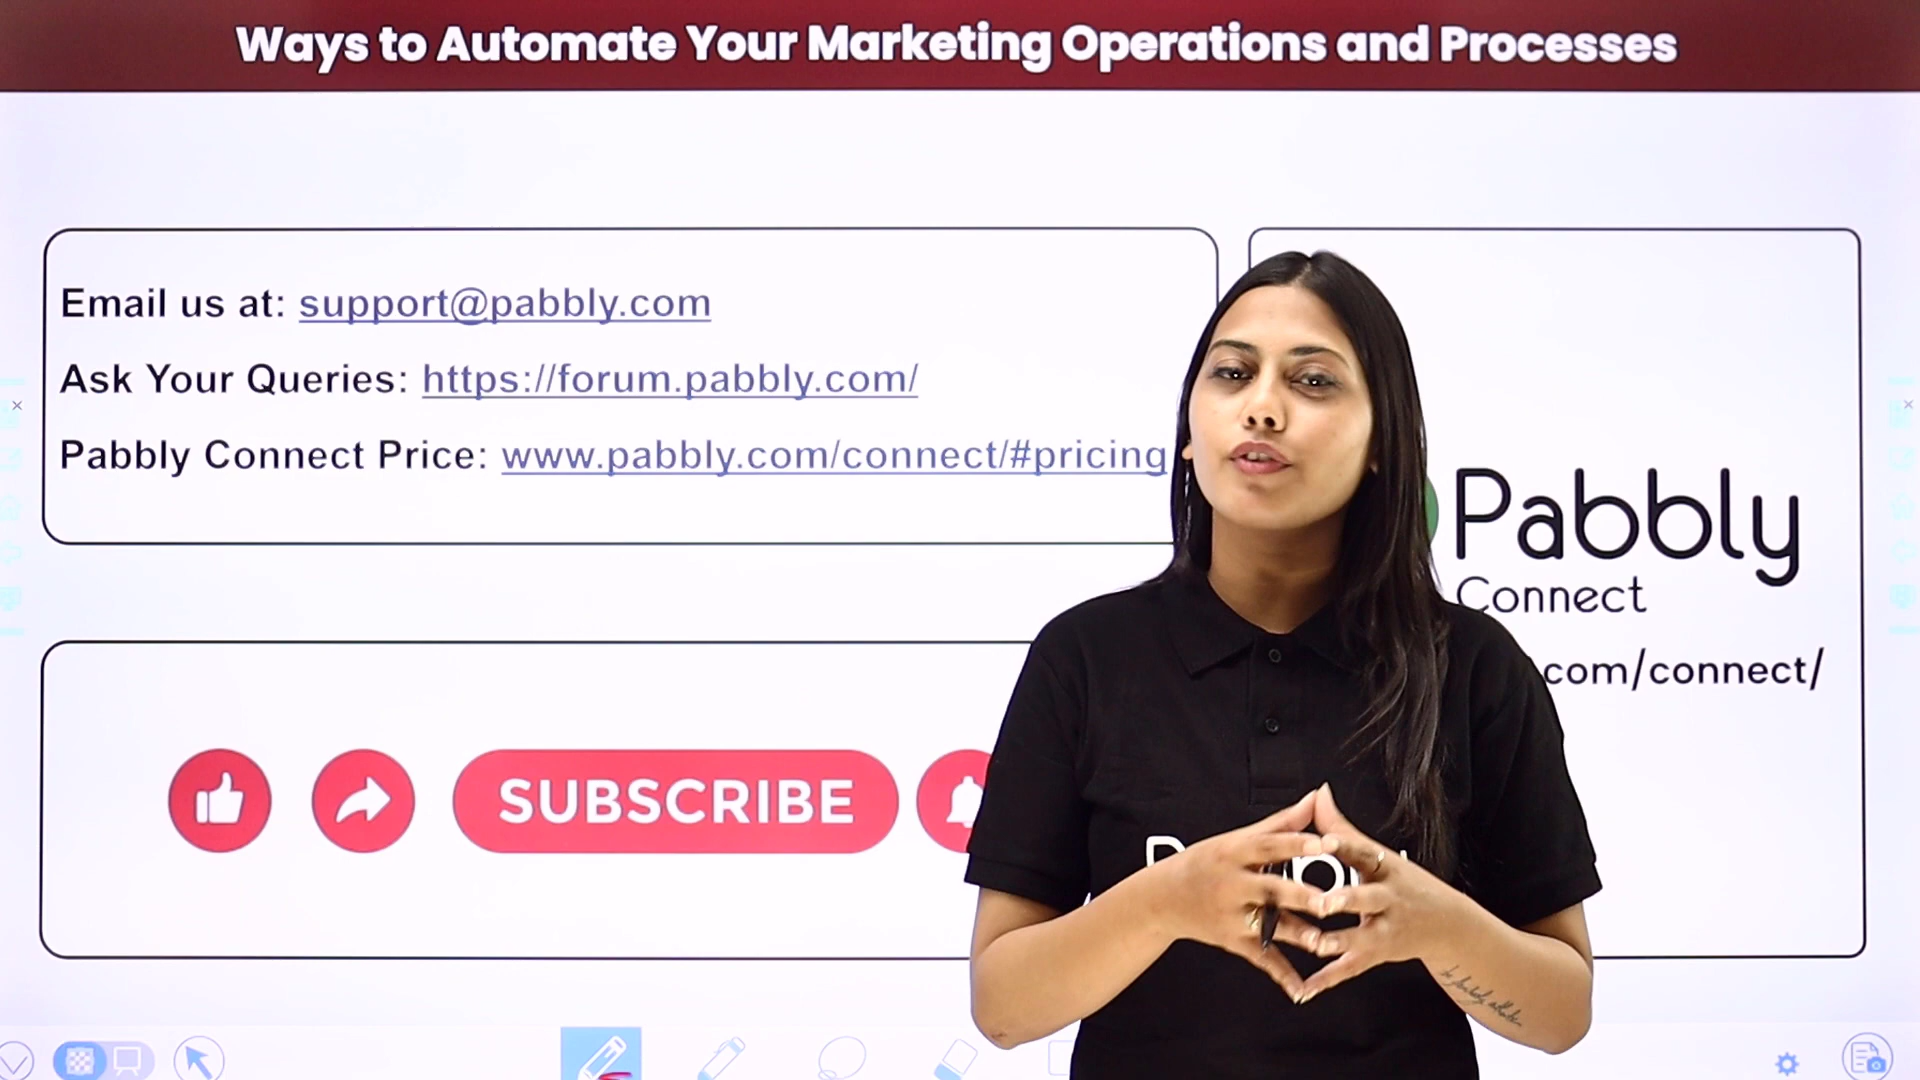 Ways to Automate Your Marketing Operations and Processes
Email us at: support@pabbly.com
Ask Your Queries: https://forum.pabbly.com/
Pabbly Connect Price: www.pabbly.com/connect/#pricing
Pabbly
Connect
.com/connect/
SUBSCRIBE